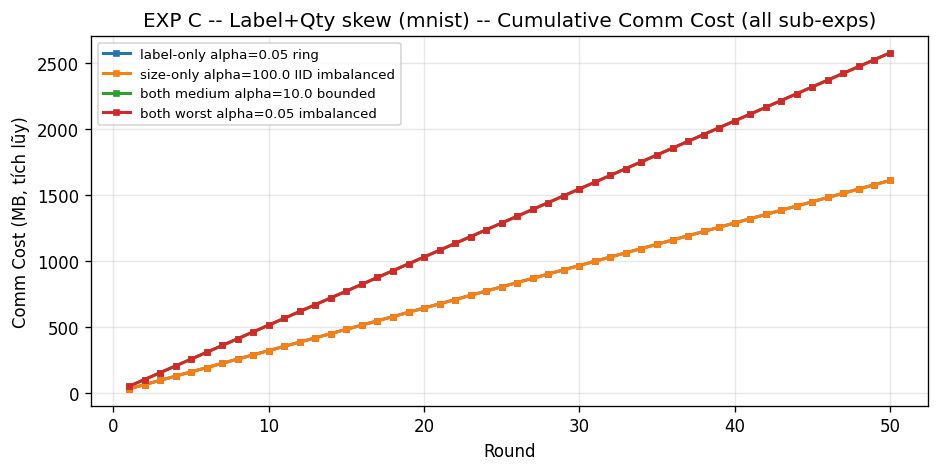 EXP C -- Label+Qty skew (mnist) -- Cumulative Comm Cost (all sub-exps)
label-only alpha=0.05 ring
size-only alpha=100.0 IID imbalanced
both medium alpha=10.0 bounded
both worst alpha=0.05 imbalanced
Comm Cost (MB, tích lũy)
2500
2000
1500
1000
500
0
0 10 20 30 40 50
Round